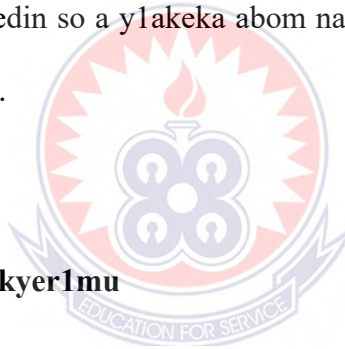 edin so a y1akeka abom na
.
kyer1mu
EDUCATION FOR SERVICE